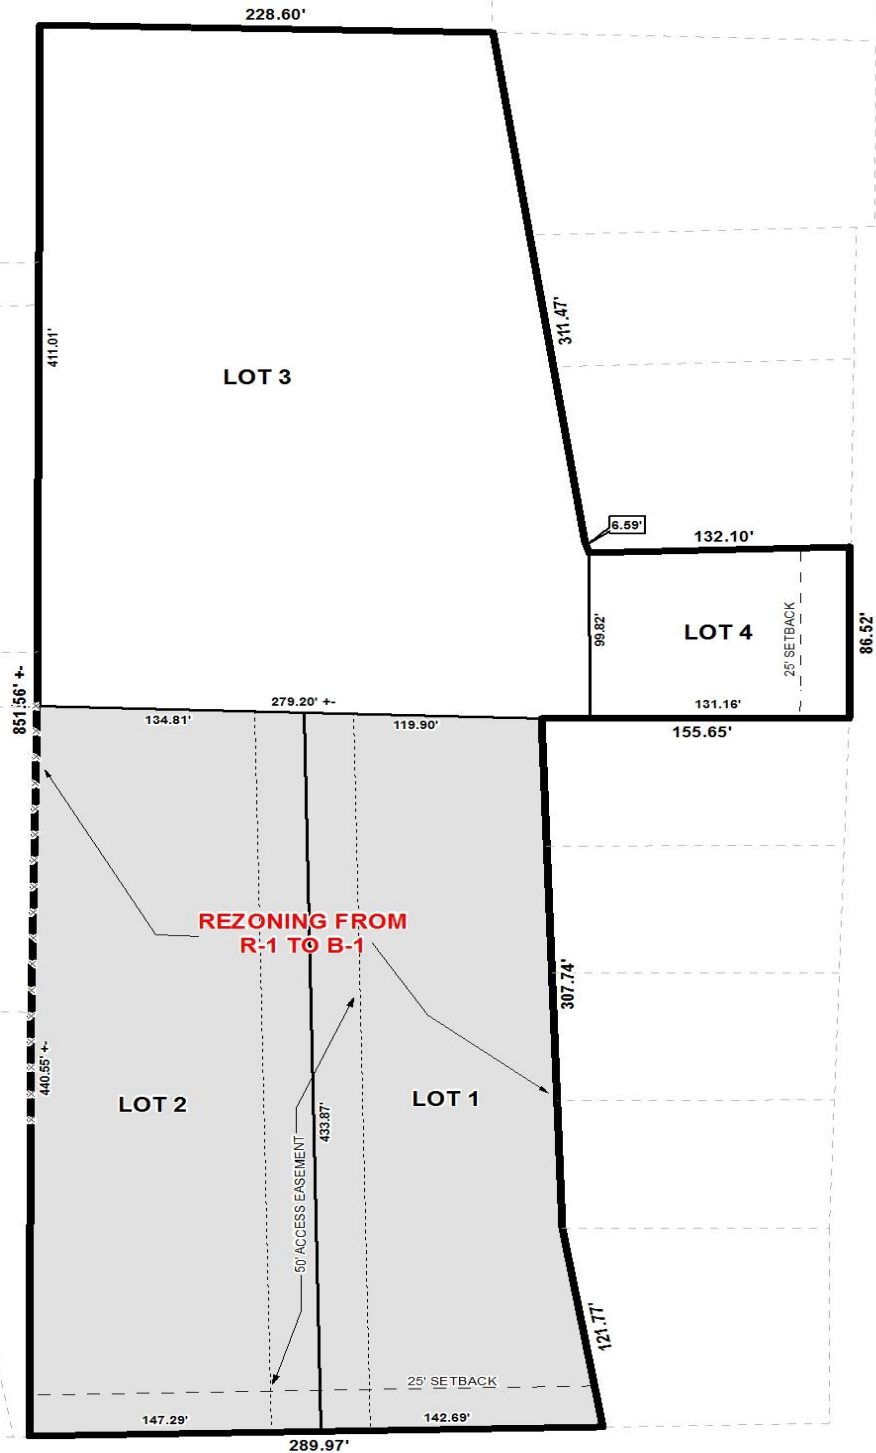 228.60'
411.01'
LOT 3
311.47'
6.59'
132.10'
99.82'
LOT 4
25' SETBACK
86.52'
851.56' +-
279.20' +-
134.81'
119.90'
131.16'
155.65'
REZONING FROM
R-1 TO B-1
307.74'
440.55' +-
LOT 2
LOT 1
433.87'
50' ACCESS EASEMENT
121.77'
25' SETBACK
147.29'
142.69'
289.97'